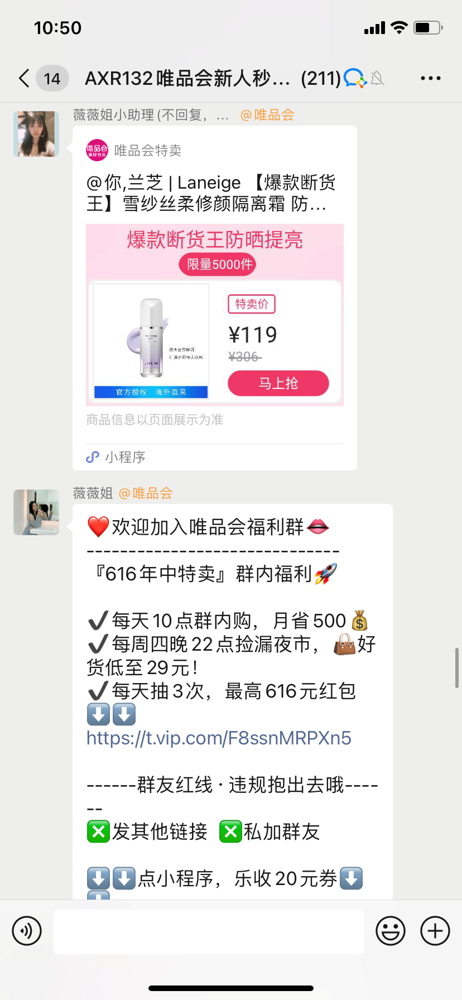 10:50
14
AXR132唯品会新人秒... (211)
薇薇姐小助理(不回复，... @唯品会
唯品会
品牌特卖
唯品会特卖
@你,兰芝 | Laneige 【爆款断货
王】雪纱丝柔修颜隔离霜 防...
爆款断货王防晒提亮
限量5000件
特卖价
¥119
¥306
马上抢
LANEIGE
官方授权 海外直采
商品信息以页面展示为准
小程序
薇薇姐 @唯品会
❤️欢迎加入唯品会福利群👄
-----------------------------
『616年中特卖』群内福利🚀
✔️每天10点群内购，月省500💰
✔️每周四晚22点捡漏夜市，👜好
货低至29元！
✔️每天抽3次，最高616元红包
⬇️⬇️
https://t.vip.com/F8ssnMRPXn5
------群友红线·违规抱出去哦----
--
❎发其他链接 ❎私加群友
⬇️⬇️点小程序，乐收20元券⬇️